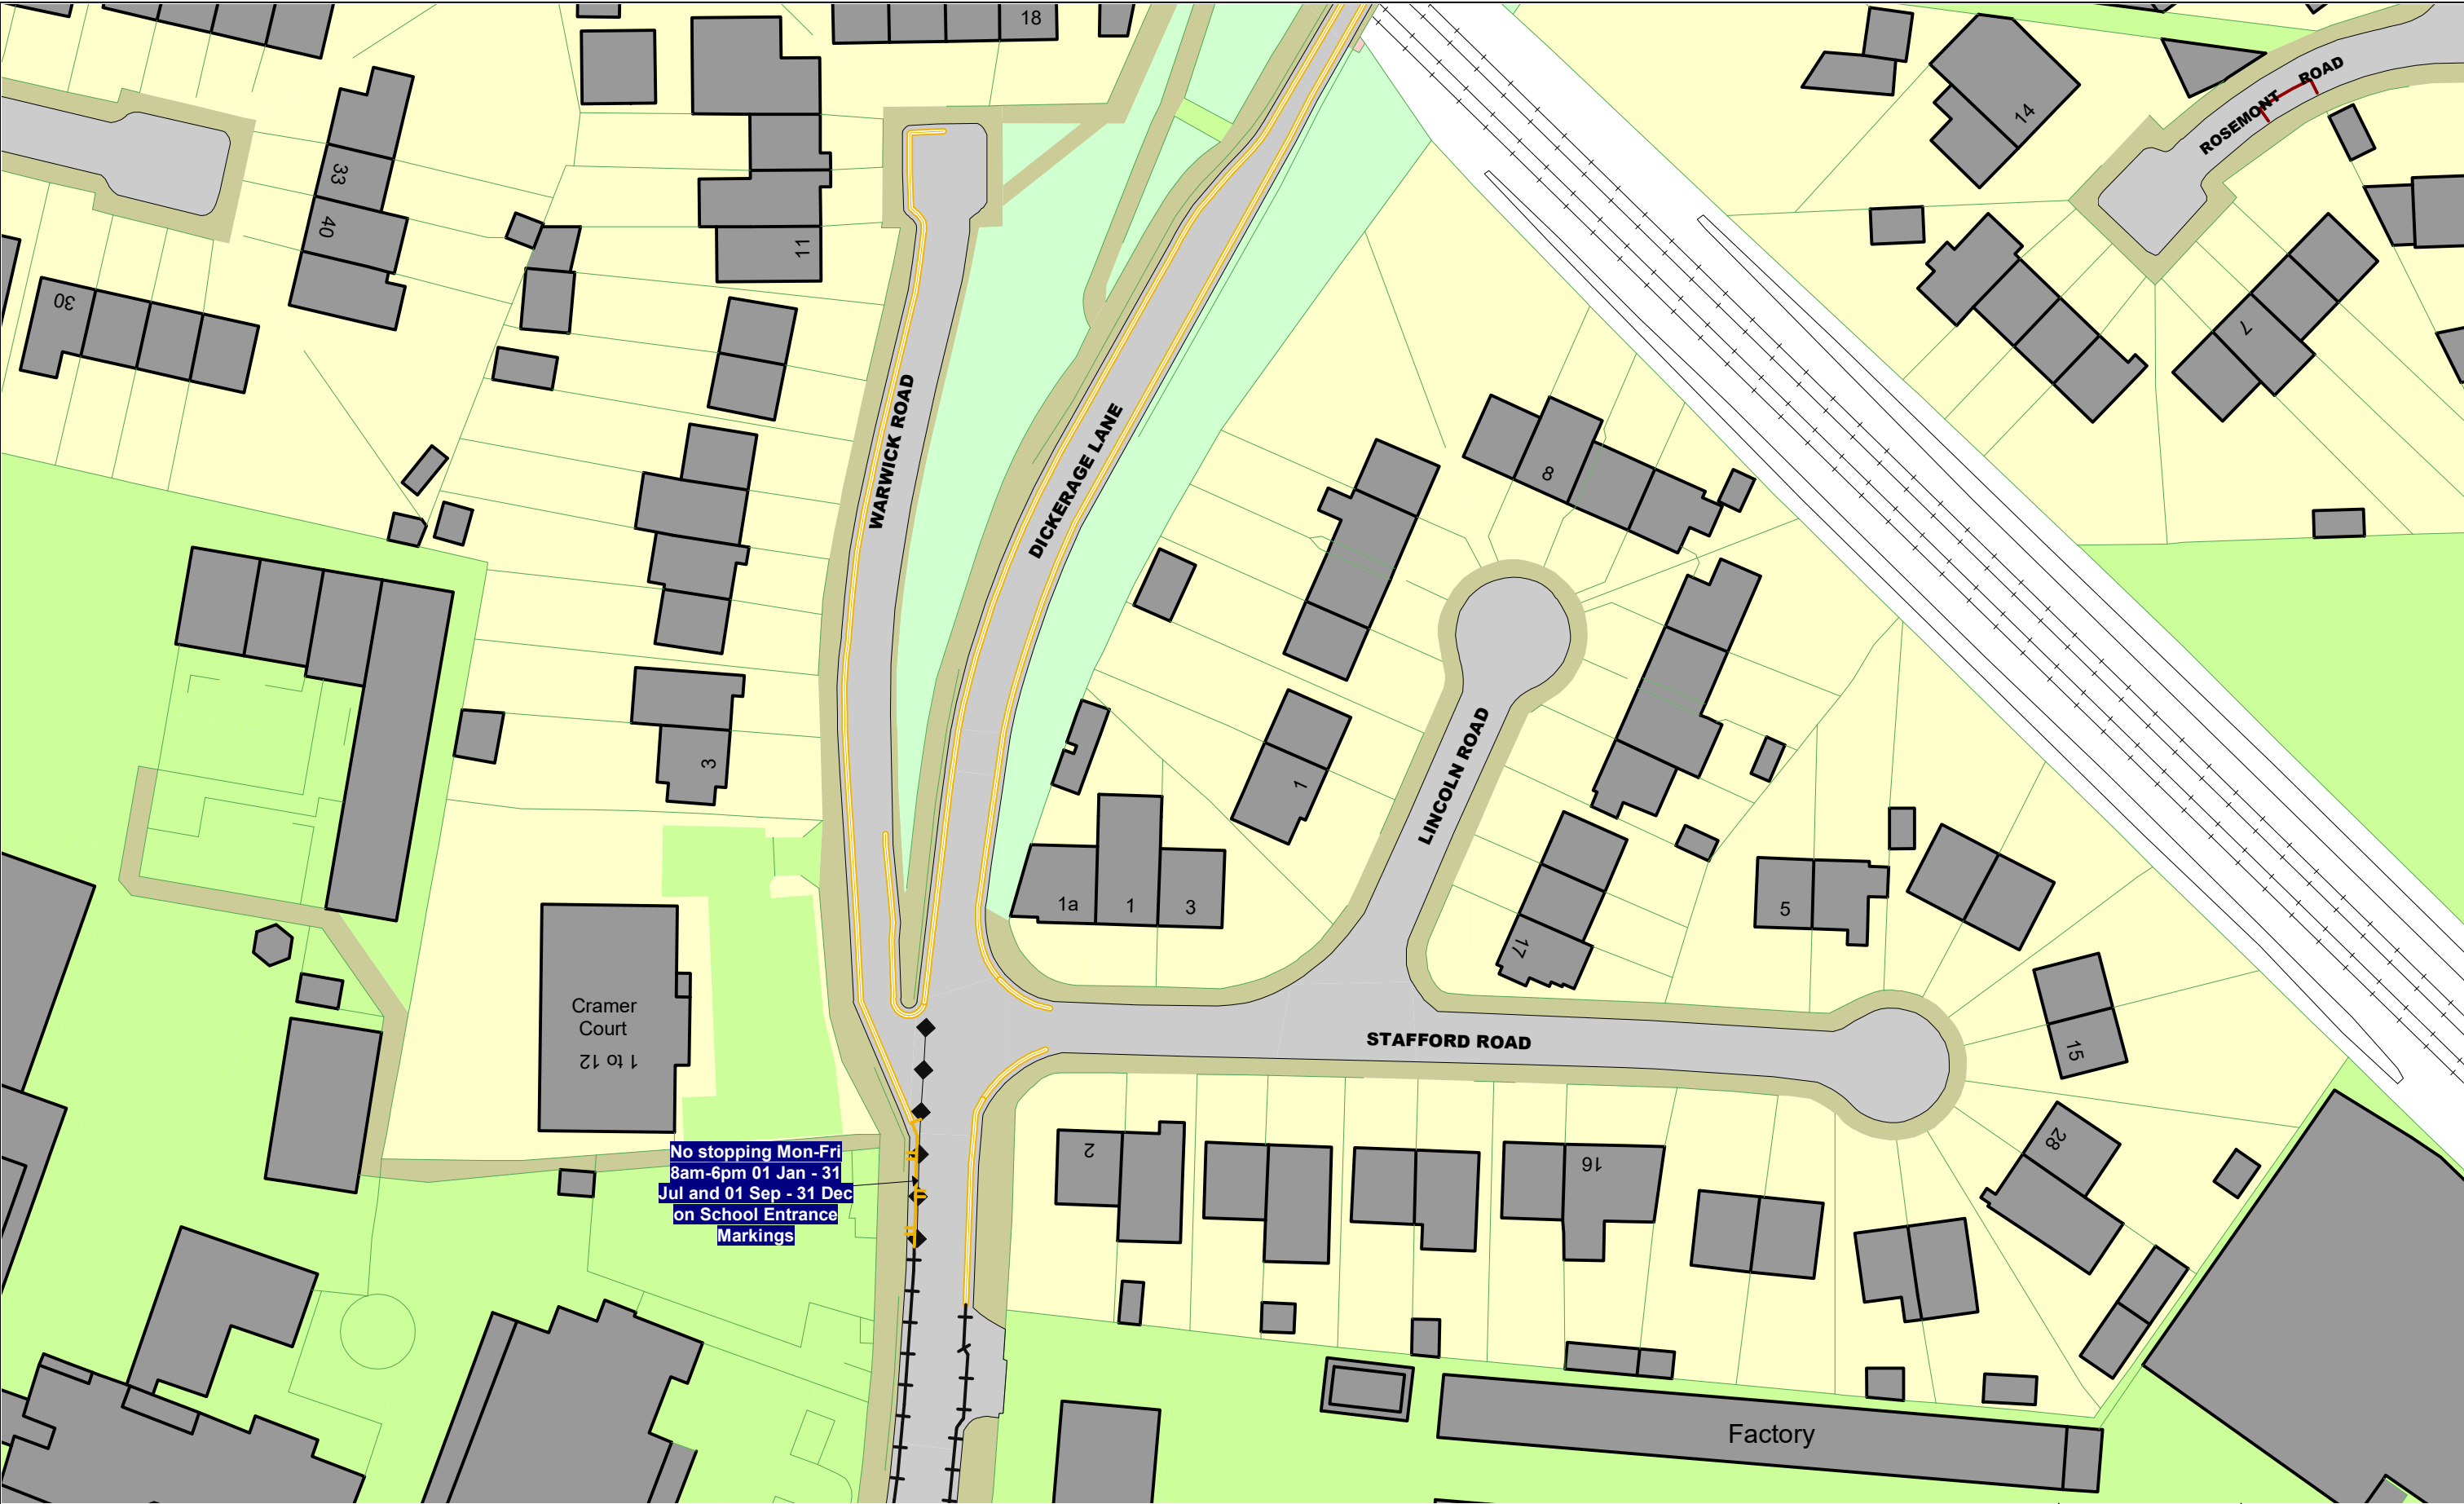 18
14
ROSEMONT ROAD
33
40
11
30
7
WARWICK ROAD
DICKERAGE LANE
8
3
1
LINCOLN ROAD
1a
1
3
17
5
Cramer
Court
1 to 12
STAFFORD ROAD
15
2
16
28
No stopping Mon-Fri
8am-6pm 01 Jan - 31
Jul and 01 Sep - 31 Dec
on School Entrance
Markings
Factory